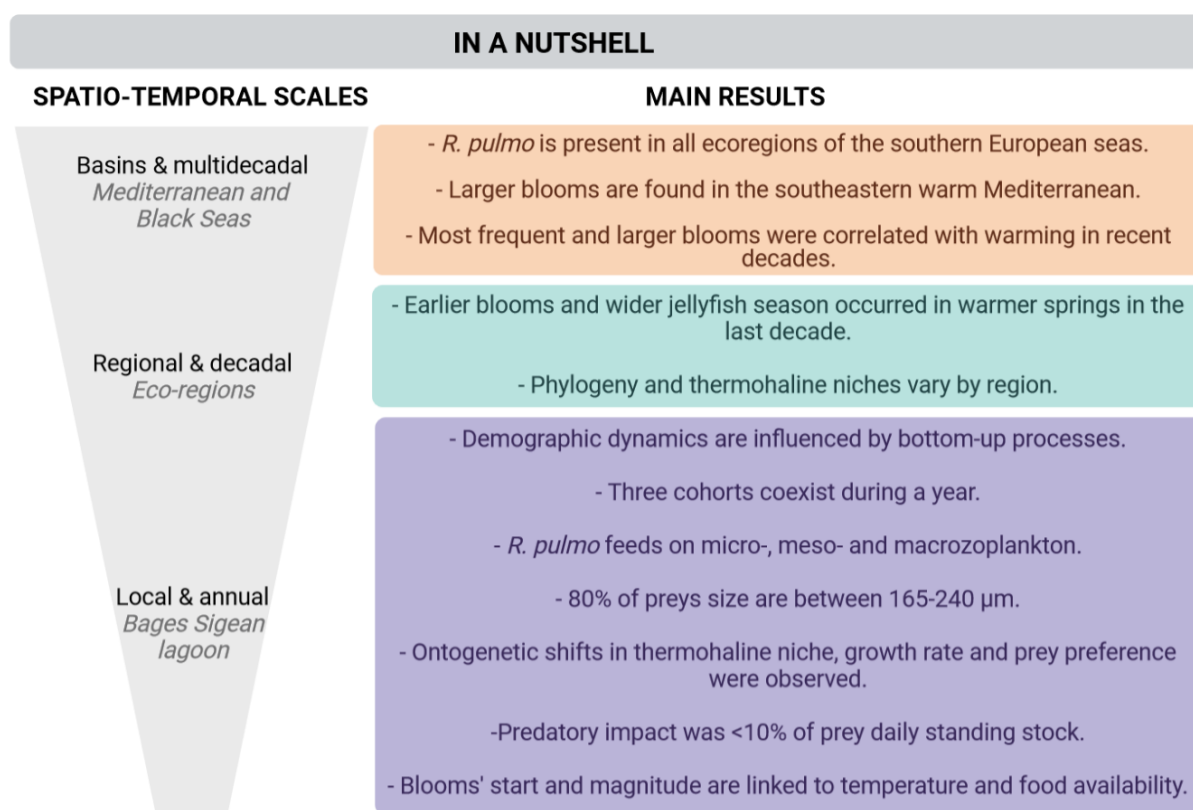 IN A NUTSHELL
SPATIO-TEMPORAL SCALES
MAIN RESULTS
Basins & multidecadal
Mediterranean and
Black Seas
- R. pulmo is present in all ecoregions of the southern European seas.
- Larger blooms are found in the southeastern warm Mediterranean.
- Most frequent and larger blooms were correlated with warming in recent
decades.
Regional & decadal
Eco-regions
- Earlier blooms and wider jellyfish season occurred in warmer springs in the
last decade.
- Phylogeny and thermohaline niches vary by region.
Local & annual
Bages Sigean
lagoon
- Demographic dynamics are influenced by bottom-up processes.
- Three cohorts coexist during a year.
- R. pulmo feeds on micro-, meso- and macrozoplankton.
- 80% of preys size are between 165-240 µm.
- Ontogenetic shifts in thermohaline niche, growth rate and prey preference
were observed.
-Predatory impact was <10% of prey daily standing stock.
- Blooms' start and magnitude are linked to temperature and food availability.